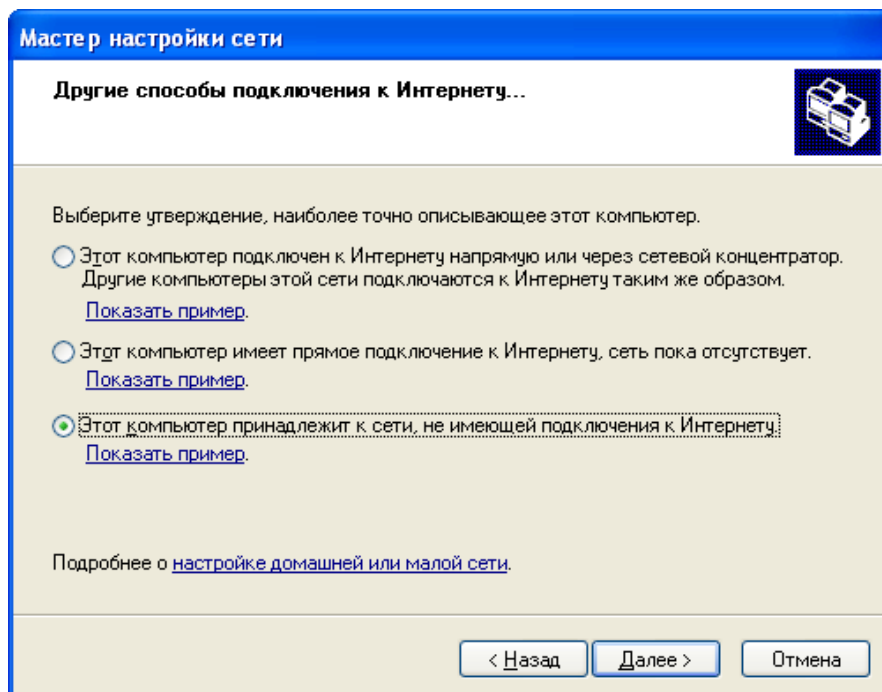 Мастер настройки сети
Другие способы подключения к Интернету...
Выберите утверждение, наиболее точно описывающее этот компьютер.
Этот компьютер подключен к Интернету напрямую или через сетевой концентратор.
Другие компьютеры этой сети подключаются к Интернету таким же образом.
Показать пример.
Этот компьютер имеет прямое подключение к Интернету, сеть пока отсутствует.
Показать пример.
Этот компьютер принадлежит к сети, не имеющей подключения к Интернету.
Показать пример.
Подробнее о настройке домашней или малой сети.
< Назад
Далее >
Отмена